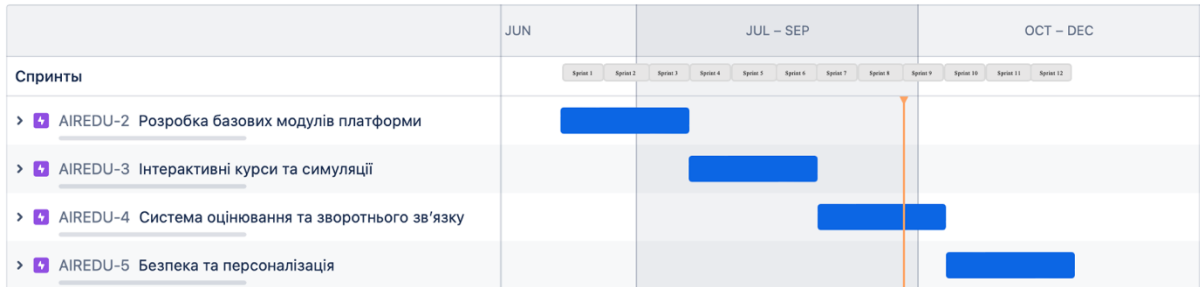 JUN JUL – SEP OCT – DEC
Спринты Sprint 1 Sprint 2 Sprint 3 Sprint 4 Sprint 5 Sprint 6 Sprint 7 Sprint 8 Sprint 9 Sprint 10 Sprint 11 Sprint 12
AIREDU-2 Розробка базових модулів платформи
AIREDU-3 Інтерактивні курси та симуляції
AIREDU-4 Система оцінювання та зворотнього зв’язку
AIREDU-5 Безпека та персоналізація